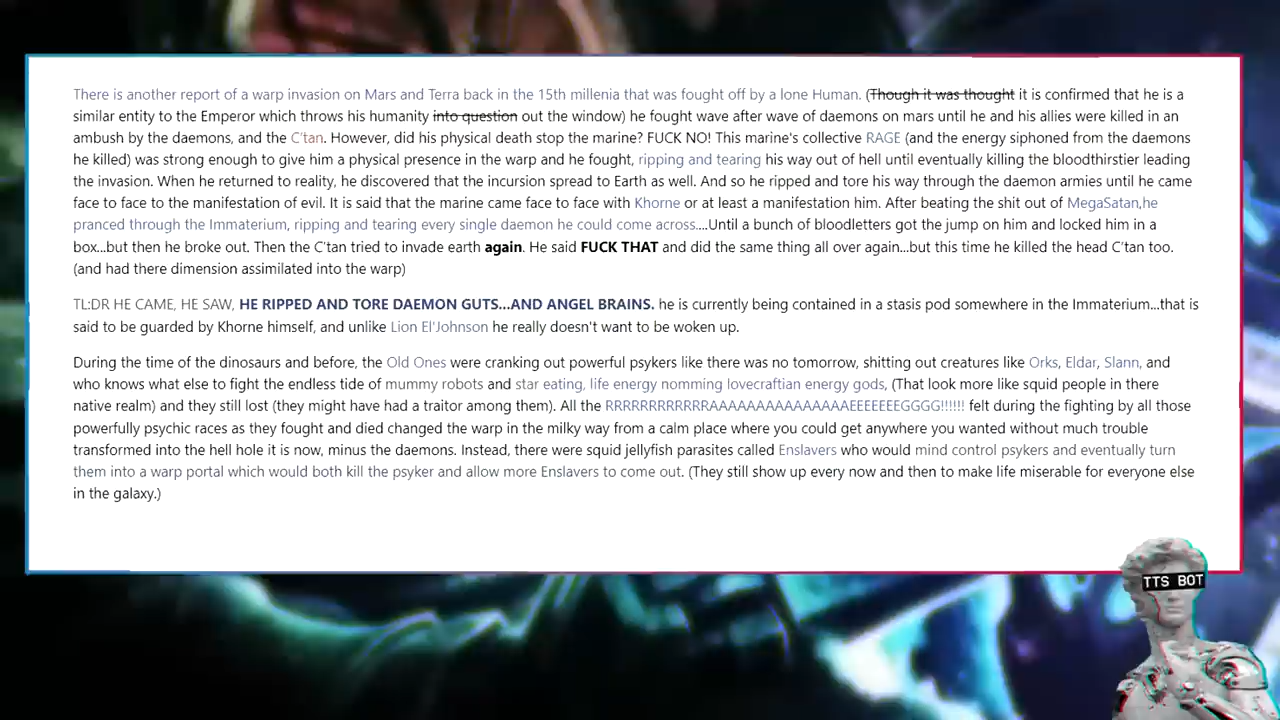 There is another report of a warp invasion on Mars and Terra back in the 15th millenia that was fought off by a lone Human. (Though it was thought it is confirmed that he is a
similar entity to the Emperor which throws his humanity into question out the window) he fought wave after wave of daemons on mars until he and his allies were killed in an
ambush by the daemons, and the C'tan. However, did his physical death stop the marine? FUCK NO! This marine's collective RAGE (and the energy siphoned from the daemons
he killed) was strong enough to give him a physical presence in the warp and he fought, ripping and tearing his way out of hell until eventually killing the bloodthirstier leading
the invasion. When he returned to reality, he discovered that the incursion spread to Earth as well. And so he ripped and tore his way through the daemon armies until he came
face to face to the manifestation of evil. It is said that the marine came face to face with Khorne or at least a manifestation him. After beating the shit out of MegaSatan,he
pranced through the Immaterium, ripping and tearing every single daemon he could come across....Until a bunch of bloodletters got the jump on him and locked him in a
box...but then he broke out. Then the C'tan tried to invade earth again. He said FUCK THAT and did the same thing all over again...but this time he killed the head C'tan too.
(and had there dimension assimilated into the warp)
TL:DR HE CAME, HE SAW, HE RIPPED AND TORE DAEMON GUTS...AND ANGEL BRAINS. he is currently being contained in a stasis pod somewhere in the Immaterium...that is
said to be guarded by Khorne himself, and unlike Lion El'Johnson he really doesn't want to be woken up.
During the time of the dinosaurs and before, the Old Ones were cranking out powerful psykers like there was no tomorrow, shitting out creatures like Orks, Eldar, Slann, and
who knows what else to fight the endless tide of mummy robots and star eating, life energy nomming lovecraftian energy gods, (That look more like squid people in there
native realm) and they still lost (they might have had a traitor among them). All the RRRRRRRRRRRRAAAAAAAAAAAAAAAEEEEEEEGGGG!!!!!! felt during the fighting by all those
powerfully psychic races as they fought and died changed the warp in the milky way from a calm place where you could get anywhere you wanted without much trouble
transformed into the hell hole it is now, minus the daemons. Instead, there were squid jellyfish parasites called Enslavers who would mind control psykers and eventually turn
them into a warp portal which would both kill the psyker and allow more Enslavers to come out. (They still show up every now and then to make life miserable for everyone else
in the galaxy.)
TTS BOT